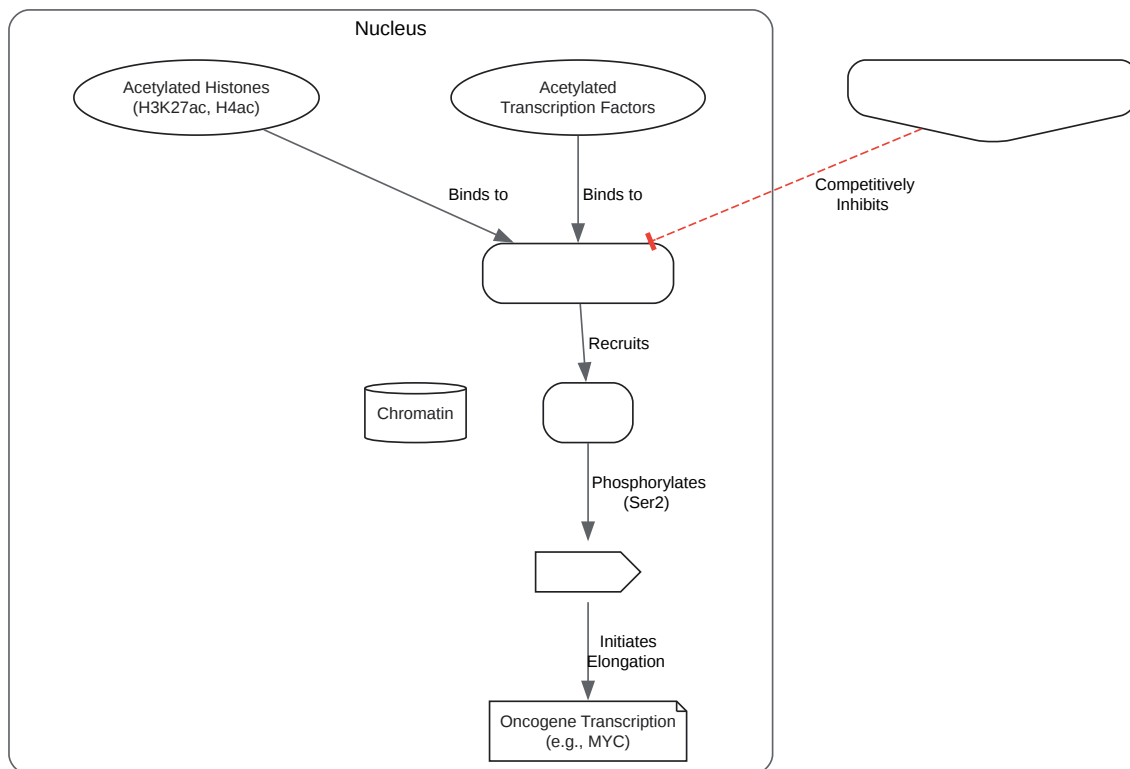 Nucleus
Acetylated Histones
(H3K27ac, H4ac)
Acetylated
Transcription Factors
Binds to
Binds to
Competitively
Inhibits
Recruits
Chromatin
Phosphorylates
(Ser2)
Initiates
Elongation
Oncogene Transcription
(e.g., MYC)